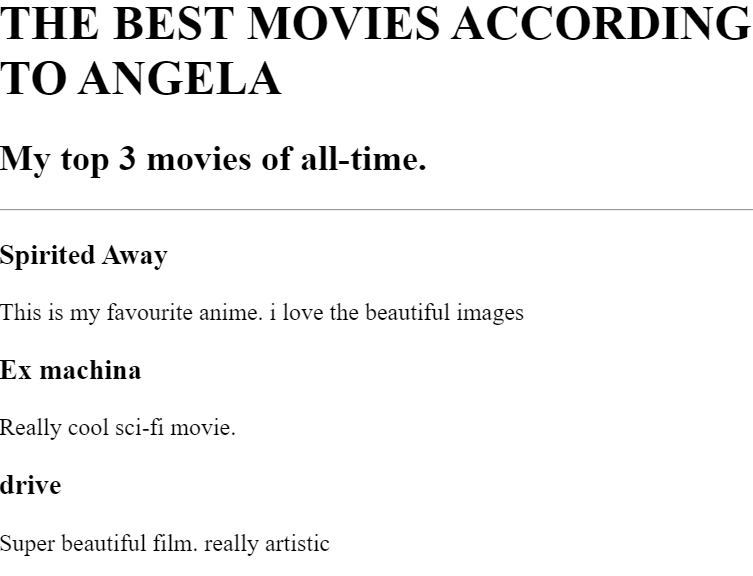 THE BEST MOVIES ACCORDING
TO ANGELA
My top 3 movies of all-time.
Spirited Away
This is my favourite anime. i love the beautiful images
Ex machina
Really cool sci-fi movie.
drive
Super beautiful film. really artistic